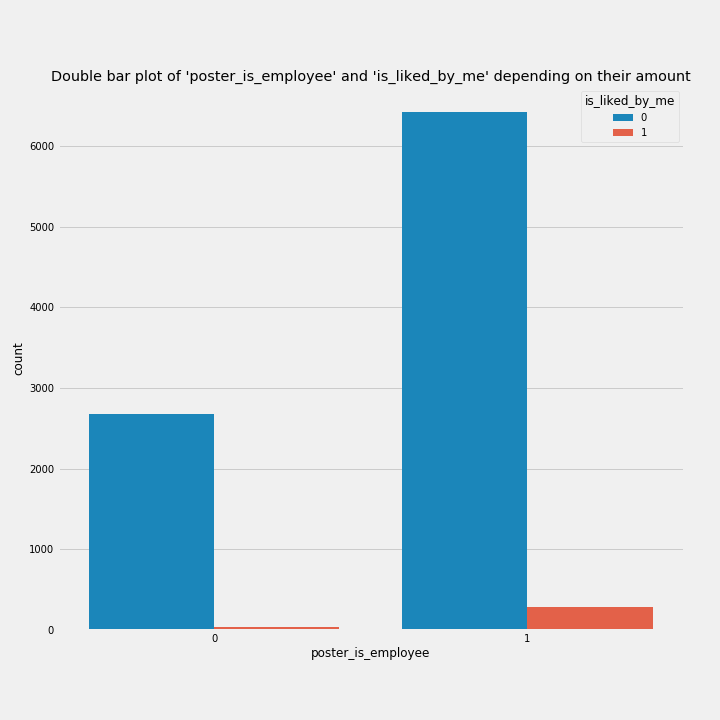 Double bar plot of 'poster_is_employee' and 'is_liked_by_me' depending on their amount
is_liked_by_me
0
1
6000
5000
4000
3000
2000
1000
0
count
0
1
poster_is_employee